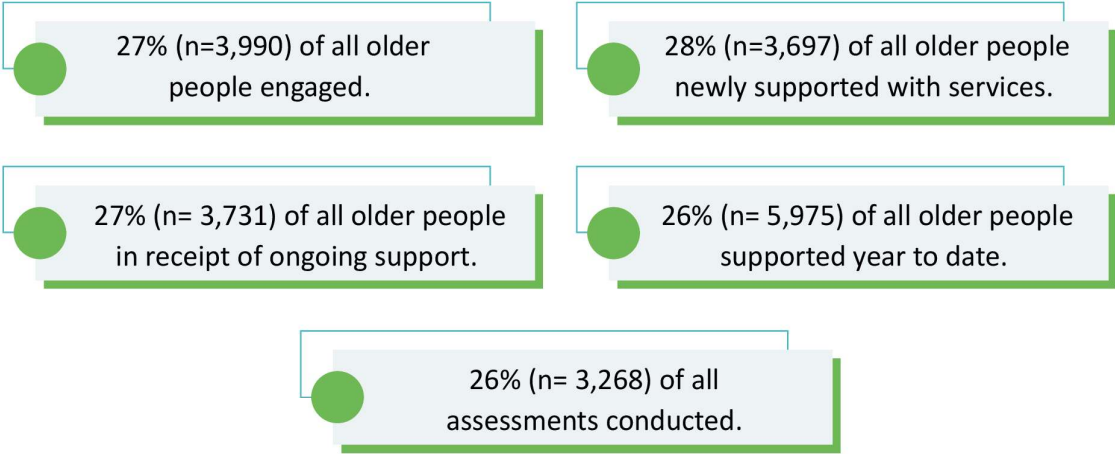 27% (n=3,990) of all older
people engaged.
28% (n=3,697) of all older people
newly supported with services.
27% (n= 3,731) of all older people
in receipt of ongoing support.
26% (n= 5,975) of all older people
supported year to date.
26% (n= 3,268) of all
assessments conducted.